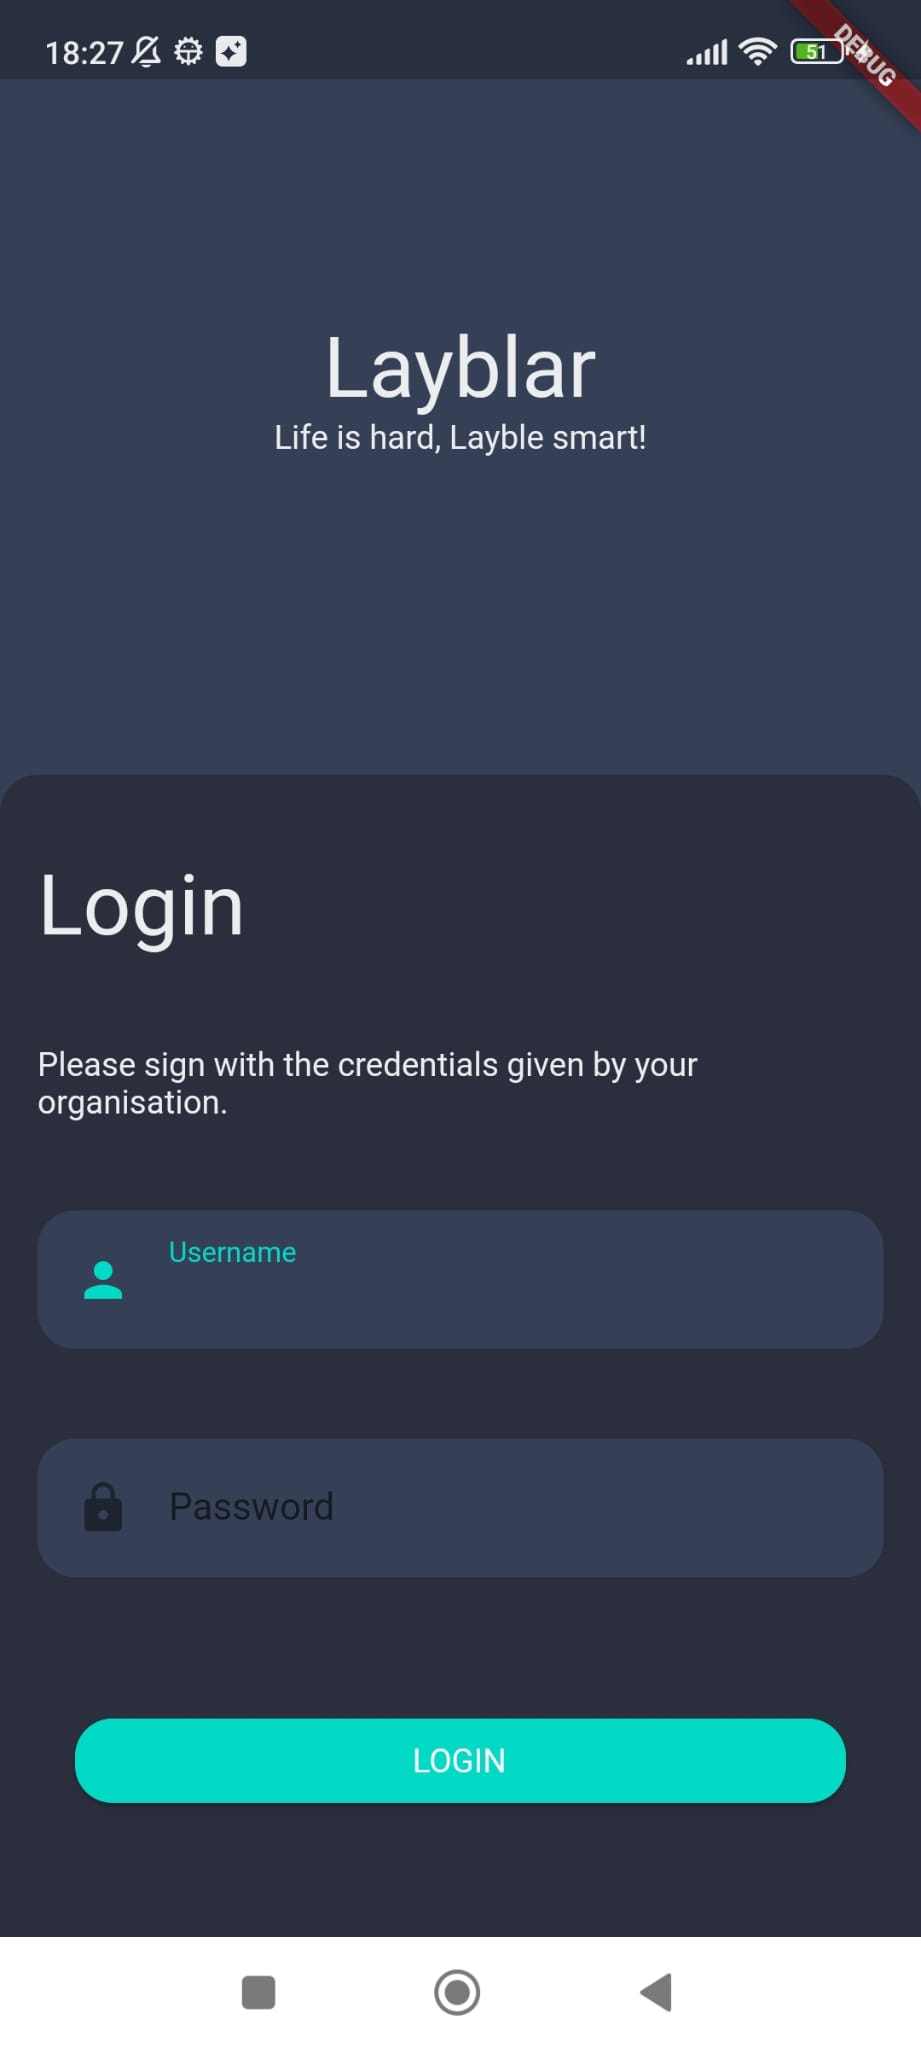 18:27
51
DEBUG
Layblar
Life is hard, Layble smart!
Login
Please sign with the credentials given by your
organisation.
Username
Password
LOGIN